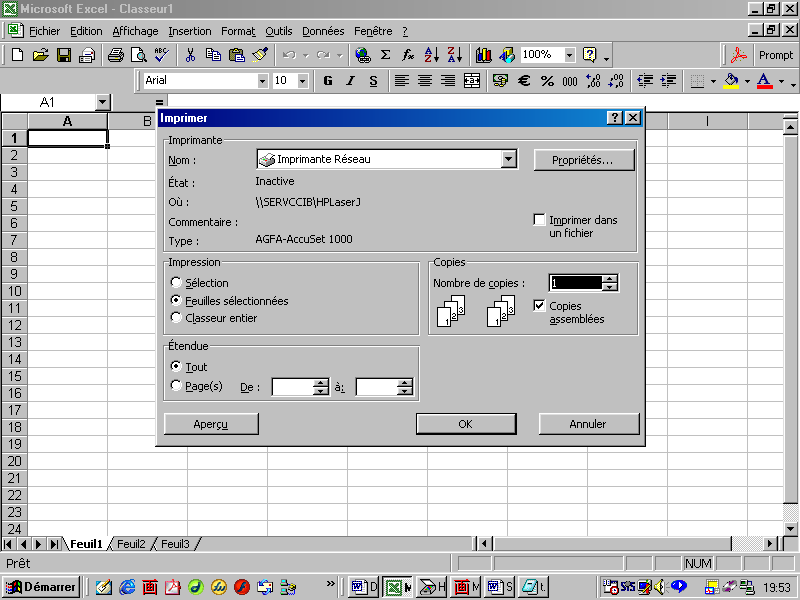 Microsoft Excel - Classeur1
Fichier Edition Affichage Insertion Format Outils Données Fenêtre ?
100% Prompt
Arial 10 G I S € % 000
A1 =
Imprimer
A B I
1
2
3
4
5
6
7
8
9
10
11
12
13
14
15
16
17
18
19
20
21
22
23
24
Imprimante
Nom : Imprimante Réseau Propriétés...
État : Inactive
Où : \\SERVCCIB\HPLaserJ
Commentaire : Imprimer dans
un fichier
Type : AGFA-AccuSet 1000
Impression
Sélection
Feuilles sélectionnées
Classeur entier
Copies
Nombre de copies : 1
Copies
assemblées
Étendue
Tout
Page(s) De : à:
Aperçu OK Annuler
Feuil1 Feuil2 Feuil3
Prêt NUM
Démarrer 19:53